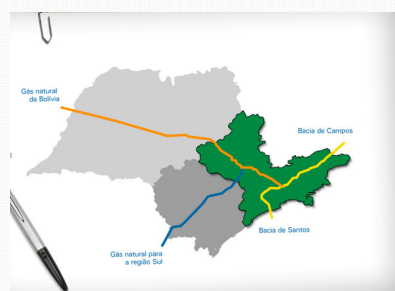 Gás natural
da Bolívia
Bacia de Campos
Bacia de Santos
Gás natural para
a região Sul